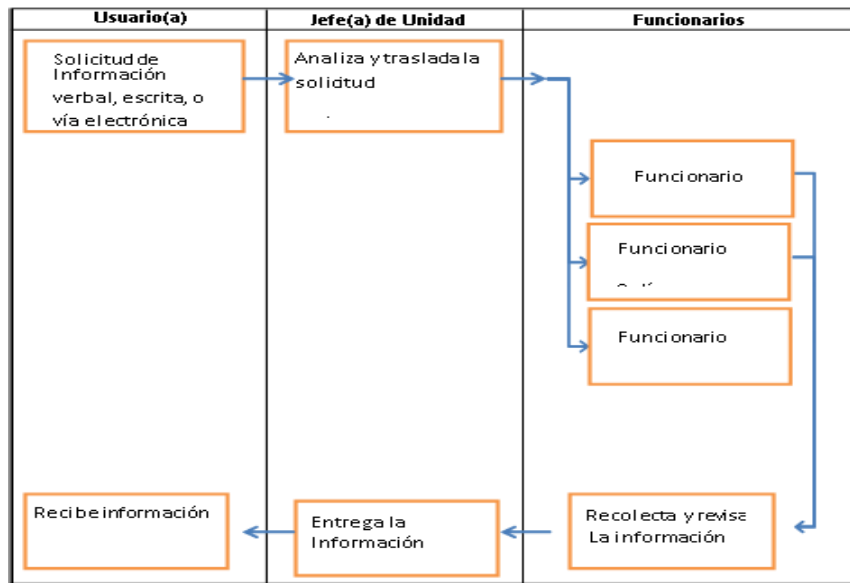 Usuario(a)
Jefe(a) de Unidad
Funcionarios
Solicitud de
Información
verbal, escrita, o
vía electrónica
Analiza y traslada la
solicitud
Funcionario
Funcionario
Funcionario
Recibe información
Entrega la
Información
Recolecta y revisa
La información